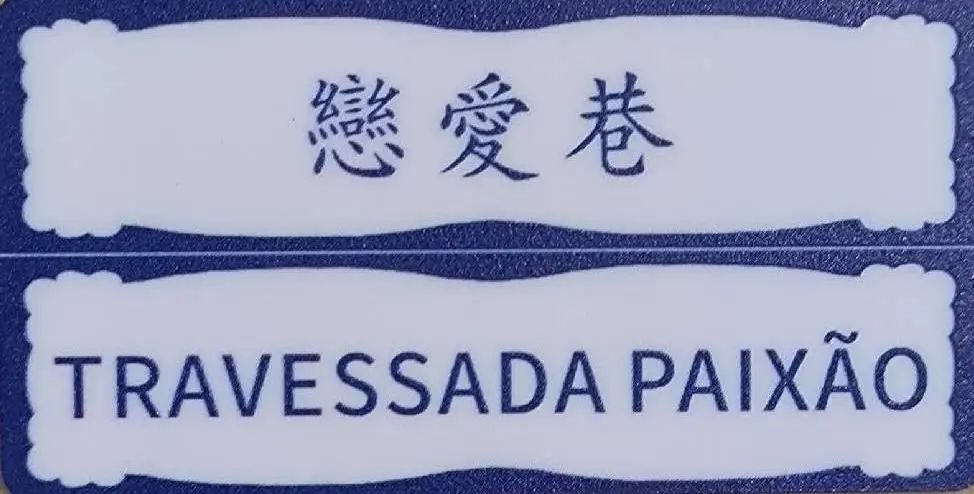 戀愛巷
TRAVESSADA PAIXÃO